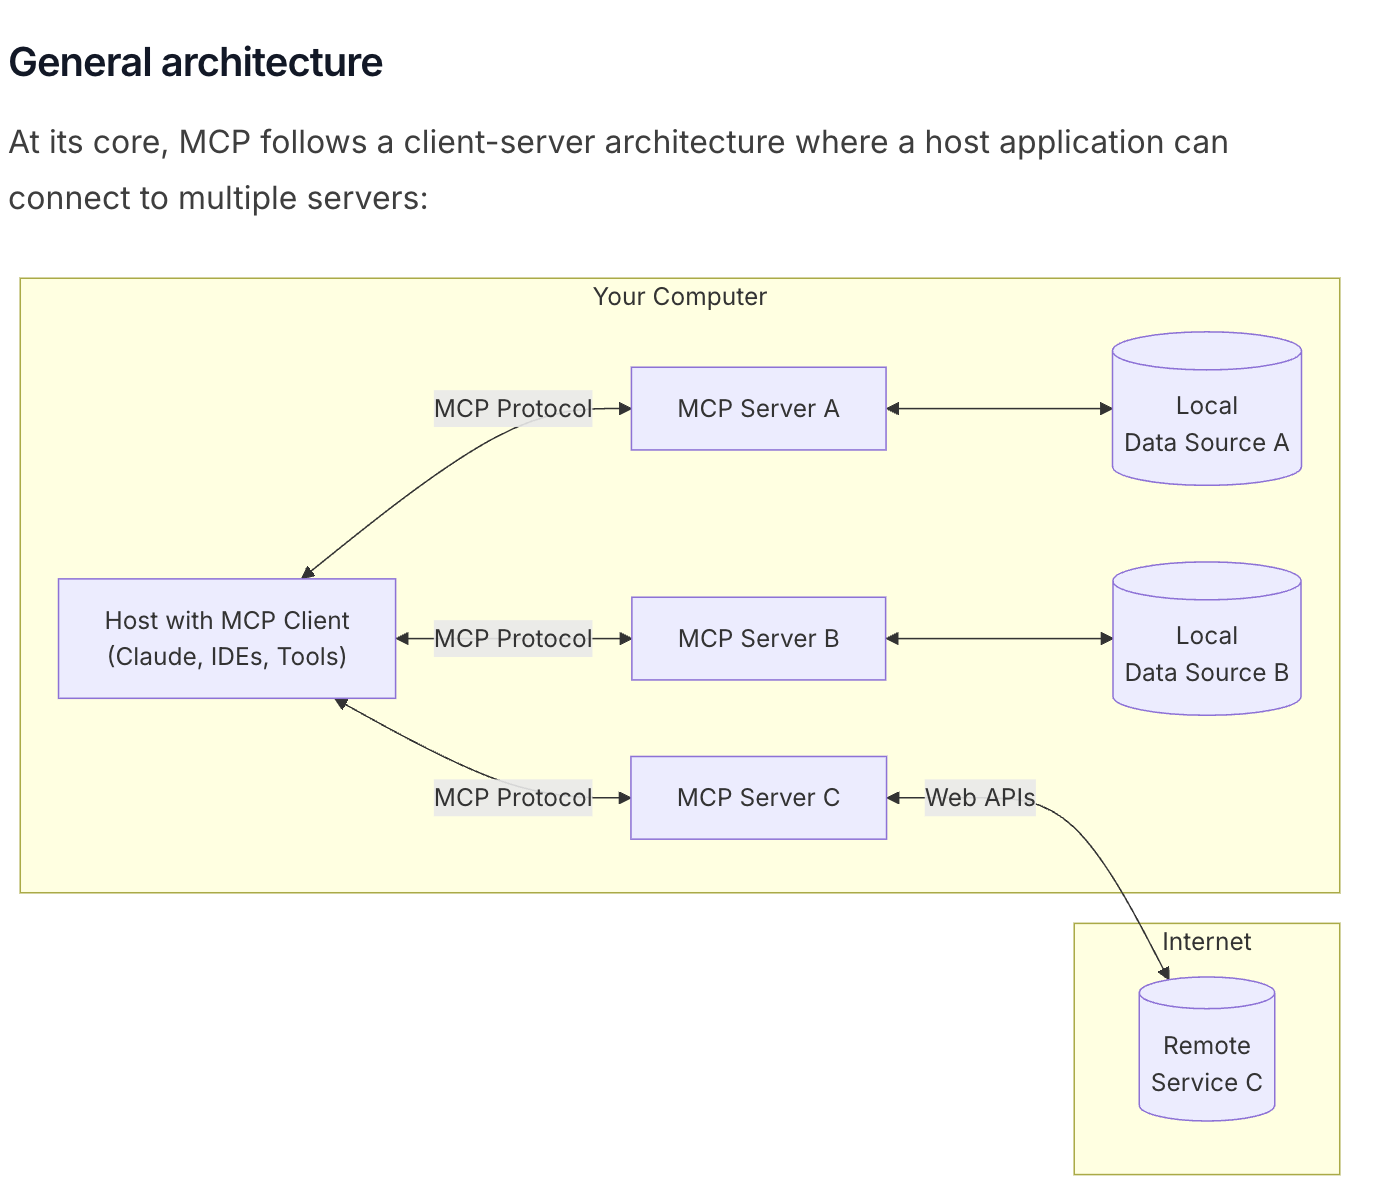 General architecture
At its core, MCP follows a client-server architecture where a host application can
connect to multiple servers:
Your Computer
MCP Protocol
MCP Server A
Local
Data Source A
Host with MCP Client
(Claude, IDEs, Tools)
MCP Protocol
MCP Server B
Local
Data Source B
MCP Protocol
MCP Server C
Web APIs
Internet
Remote
Service C